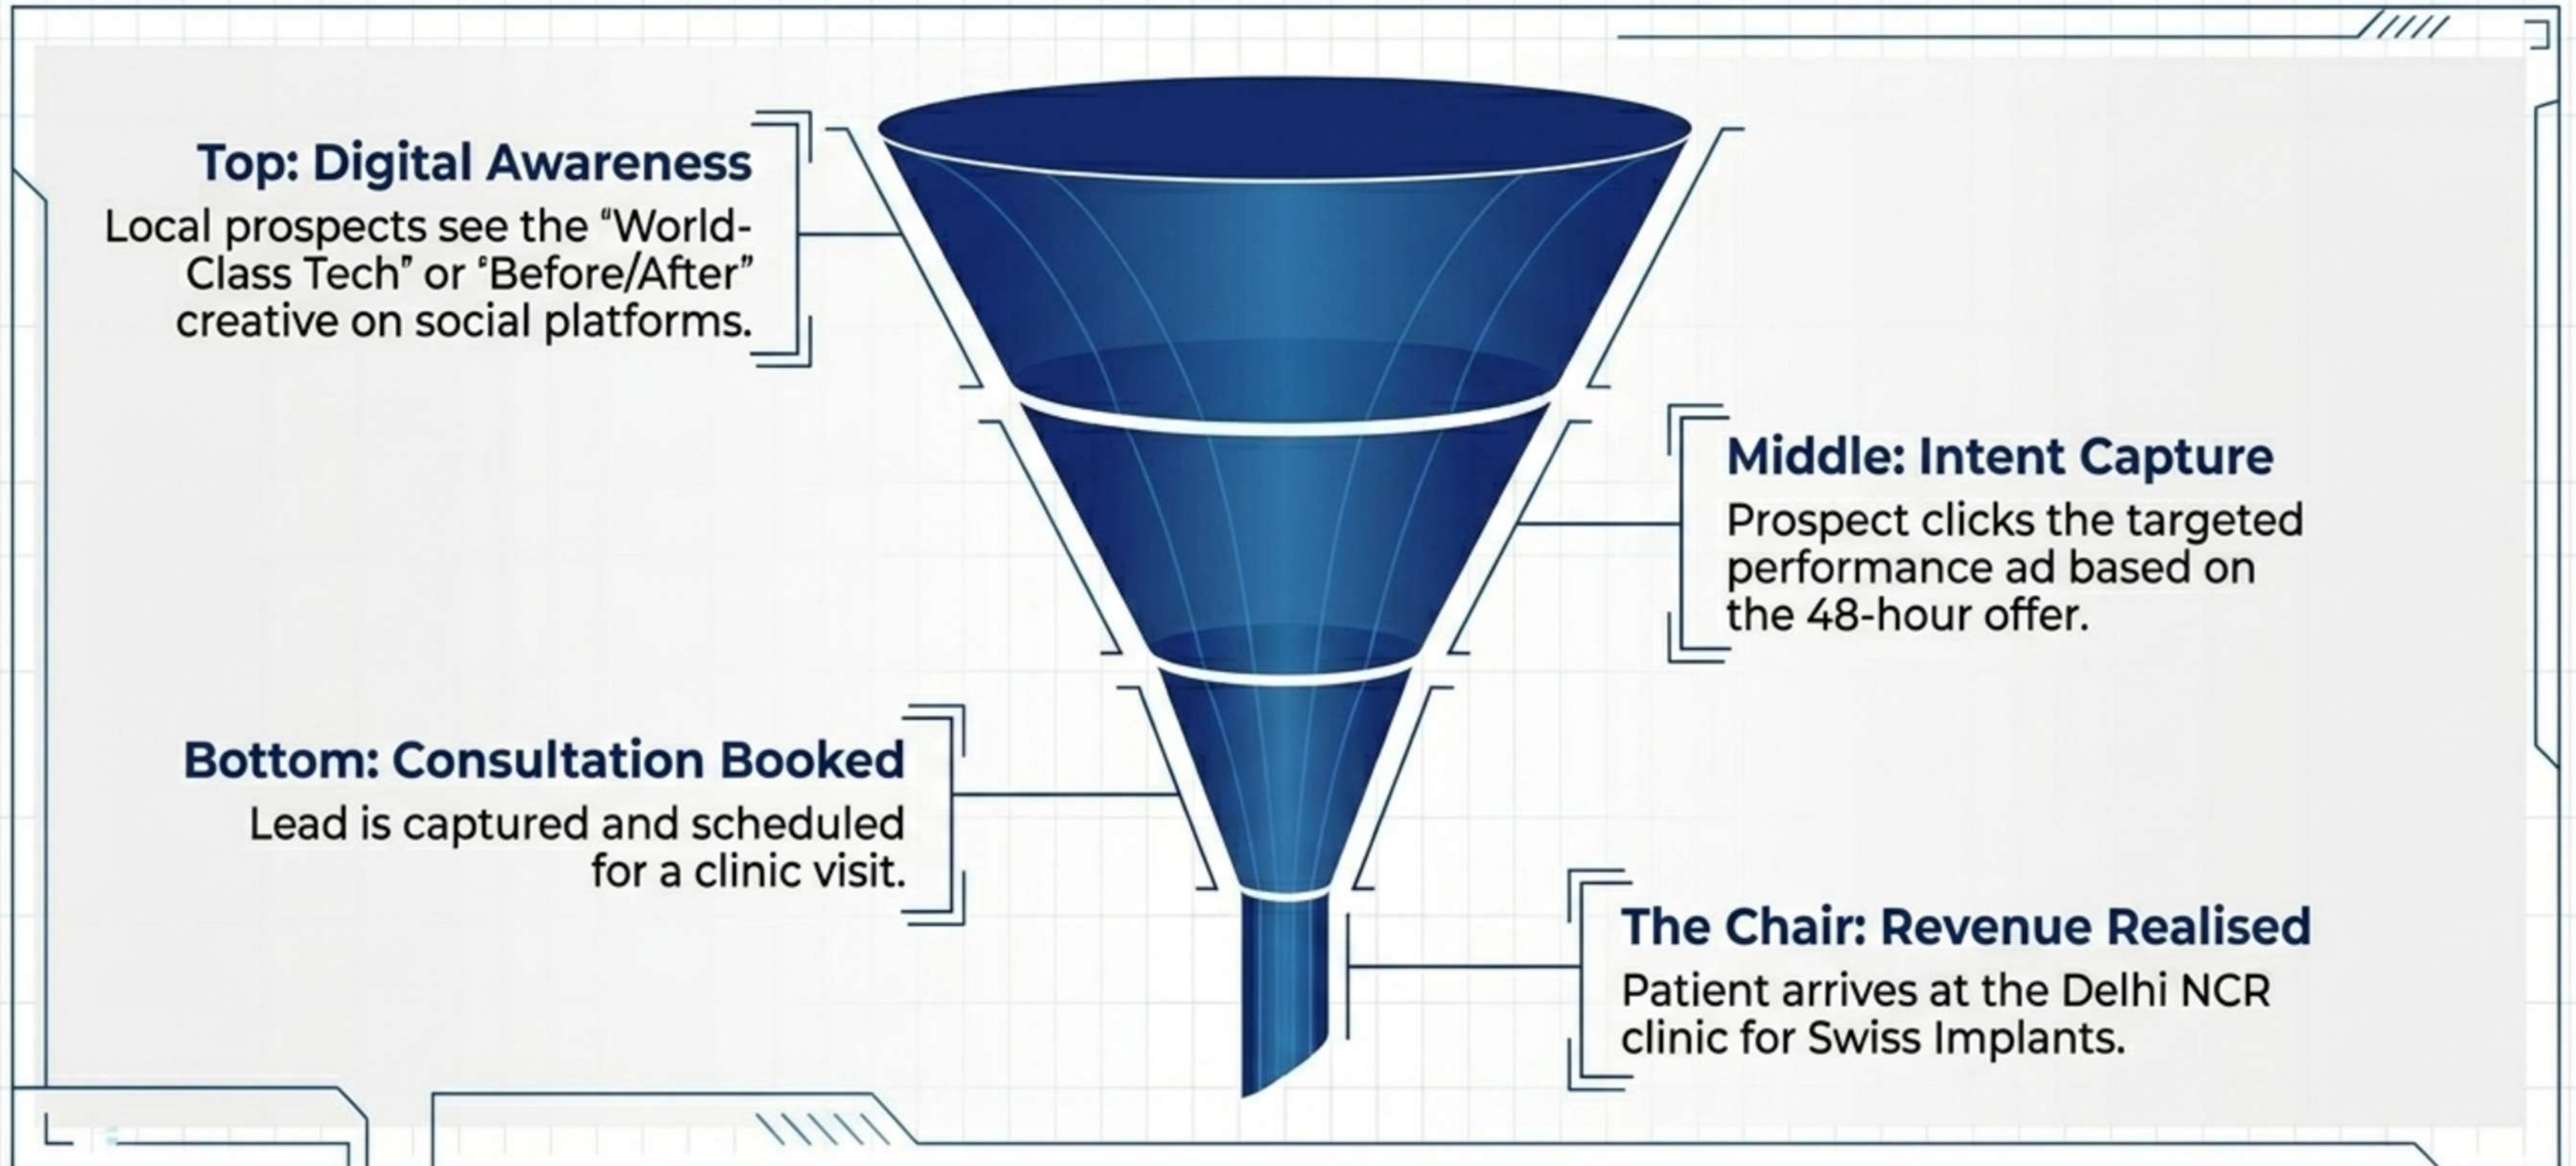 Top: Digital Awareness
Local prospects see the “World-
Class Tech” or ‘Before/After”
creative on social platforms.
Middle: Intent Capture
Prospect clicks the targeted
performance ad based on
the 48-hour offer.
Bottom: Consultation Booked
Lead is captured and scheduled
for a clinic visit.
The Chair: Revenue Realised
Patient arrives at the Delhi NCR
clinic for Swiss Implants.